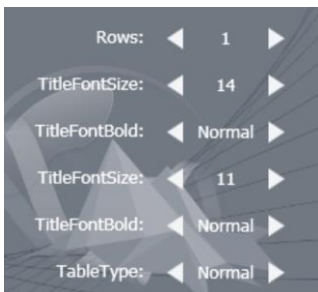 Rows: 1
TitleFontSize: 14
TitleFontBold: Normal
TitleFontSize: 11
TitleFontBold: Normal
TableType: Normal